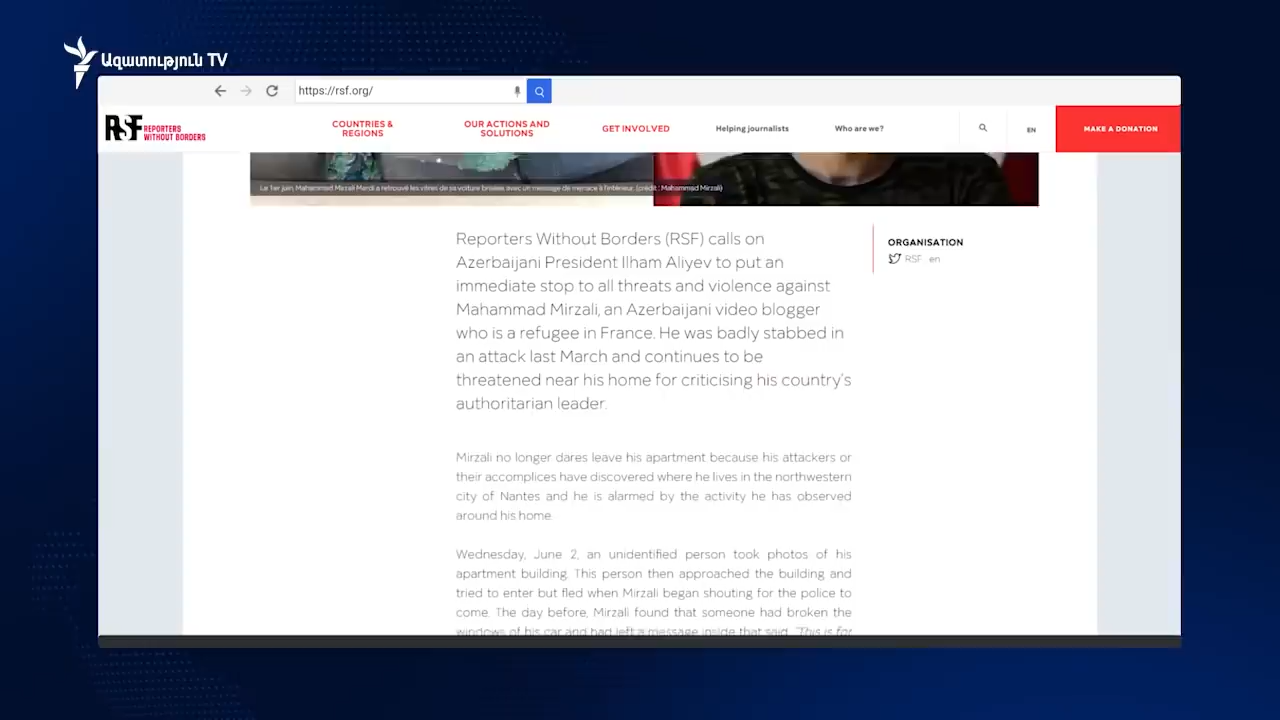 Ազատություն TV
https://rsf.org/
RSF REPORTERS
WITHOUT BORDERS
COUNTRIES &
REGIONS
OUR ACTIONS AND
SOLUTIONS
GET INVOLVED
Helping journalists
Who are we?
EN
MAKE A DONATION
Le 1er juin, Mahammad Mirzali Mardi a retrouvé les vitres de sa voiture brisées avec un message de menace à l'intérieur. (crédit : Mahammad Mirzali)
Reporters Without Borders (RSF) calls on
Azerbaijani President Ilham Aliyev to put an
immediate stop to all threats and violence against
Mahammad Mirzali, an Azerbaijani video blogger
who is a refugee in France. He was badly stabbed in
an attack last March and continues to be
threatened near his home for criticising his country's
authoritarian leader.
ORGANISATION
RSF_en
Mirzali no longer dares leave his apartment because his attackers or
their accomplices have discovered where he lives in the northwestern
city of Nantes and he is alarmed by the activity he has observed
around his home.
Wednesday, June 2, an unidentified person took photos of his
apartment building. This person then approached the building and
tried to enter but fled when Mirzali began shouting for the police to
come. The day before, Mirzali found that someone had broken the
windows of his car and had left a message inside that said, "This is for